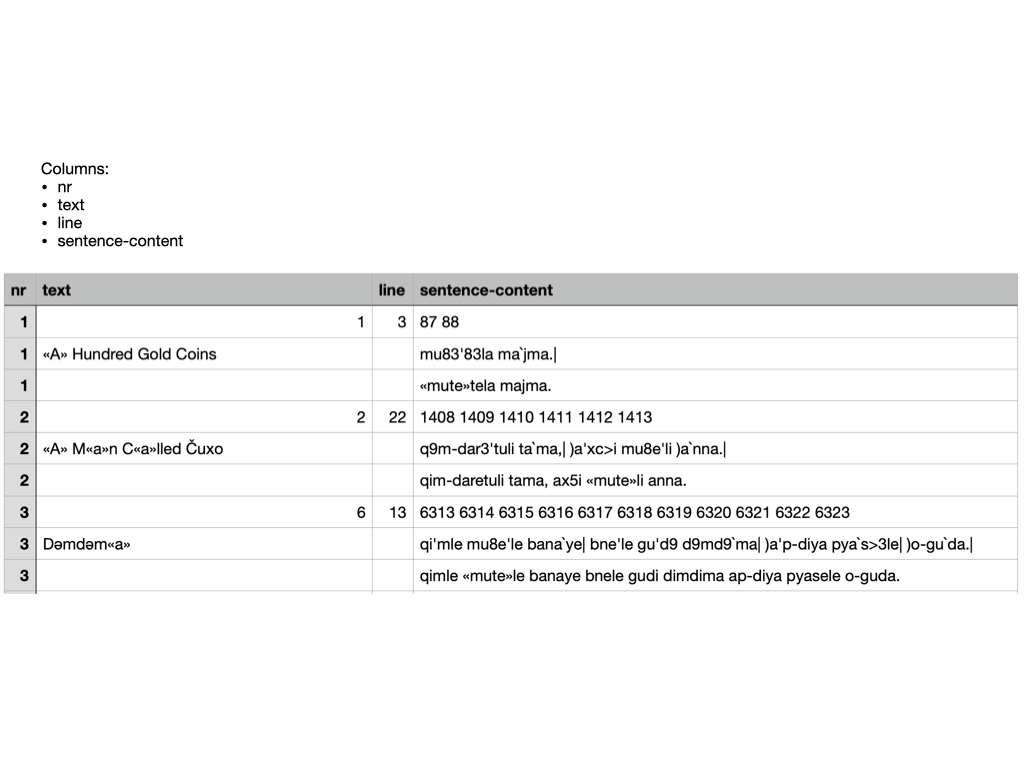 Columns:
• nr
• text
• line
• sentence-content
nr text line sentence-content
1 1 3 87 88
1 «A» Hundred Gold Coins mu83'83la ma`jma.|
1 «mute»tela majma.
2 2 22 1408 1409 1410 1411 1412 1413
2 «A» M«a»n C«a»lled Čuxo q9m-dar3'tuli ta`ma,| )a'xc>i mu8e'li )a`nna.|
2 qim-daretuli tama, ax5i «mute»li anna.
3 6 13 6313 6314 6315 6316 6317 6318 6319 6320 6321 6322 6323
3 Dəmdəm«a» qi'mle mu8e'le bana`ye| bne'le gu'd9 d9md9`ma| )a'p-diya pya`s>3le| )o-gu`da.|
3 qimle «mute»le banaye bnele gudi dimdima ap-diya pyasele o-guda.